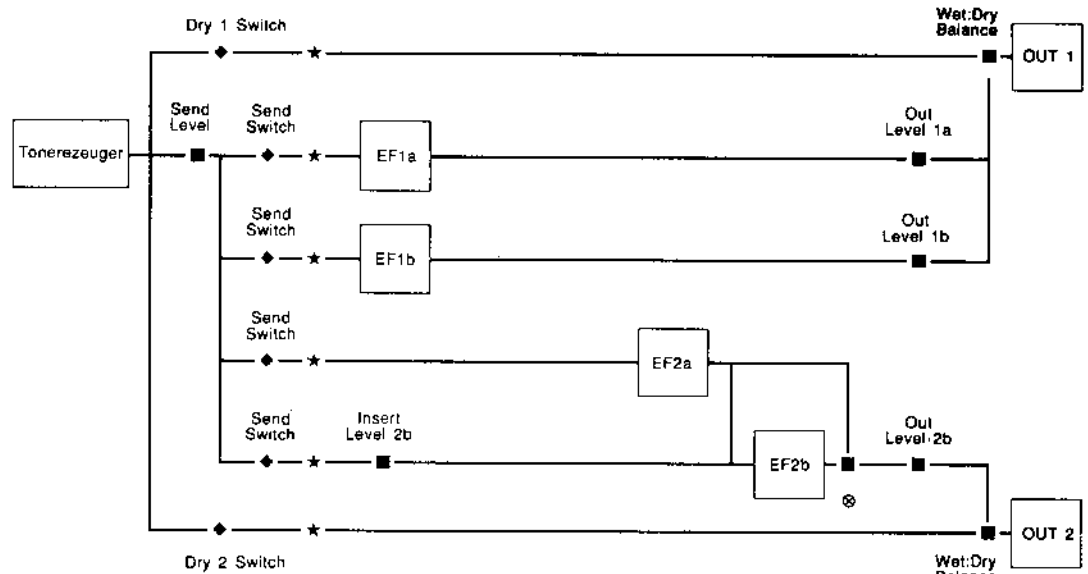 Dry 1 Switch
Wet:Dry
Balance
OUT 1
Send
Level
Send
Switch
Out
Level 1a
Tonerezeuger
EF1a
Send
Switch
Out
Level 1b
EF1b
Send
Switch
EF2a
Send
Switch
Insert
Level 2b
Out
Level 2b
EF2b
OUT 2
Dry 2 Switch
Wet:Dry
Balance